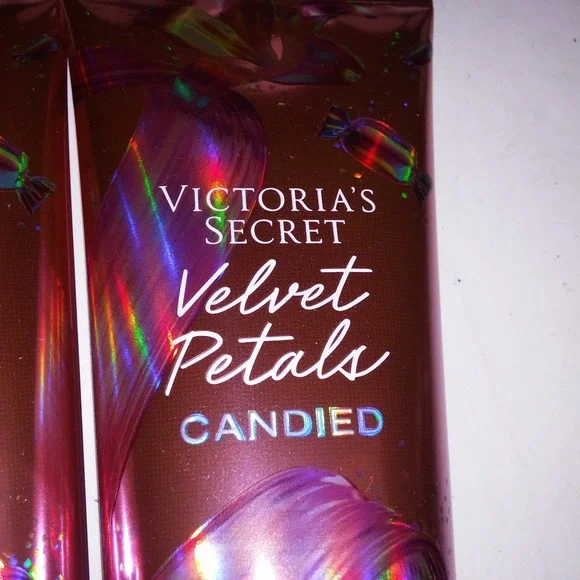 VICTORIA'S
SECRET
Velvet
Petals
CANDIED